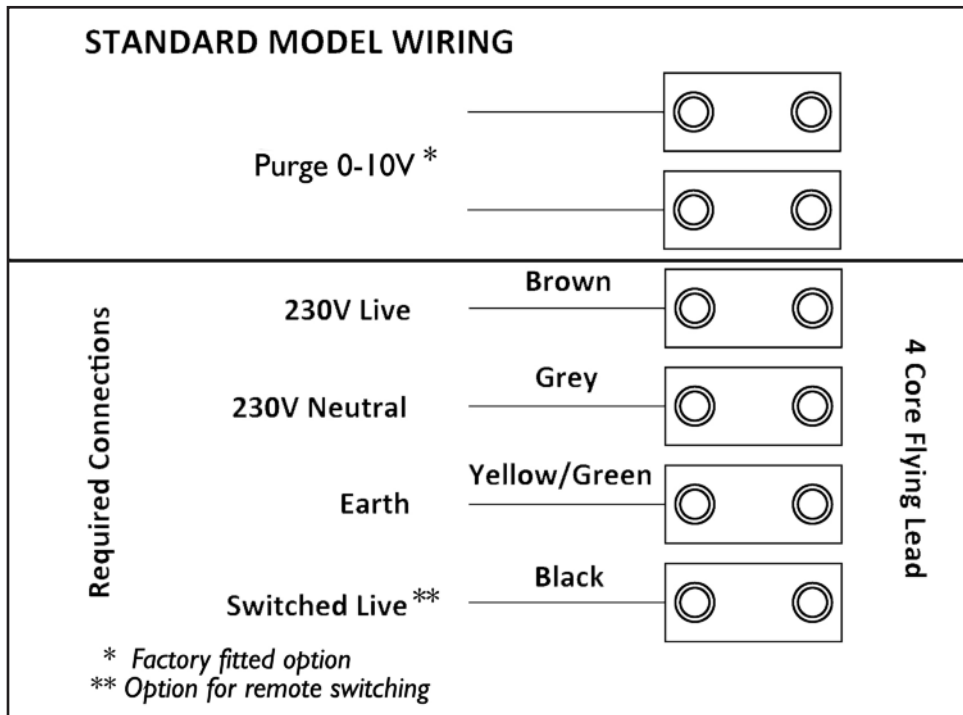 STANDARD MODEL WIRING
Purge 0-10V *
Required Connections
230V Live
Brown
230V Neutral
Grey
Earth
Yellow/Green
Switched Live **
Black
4 Core Flying Lead
* Factory fitted option
** Option for remote switching